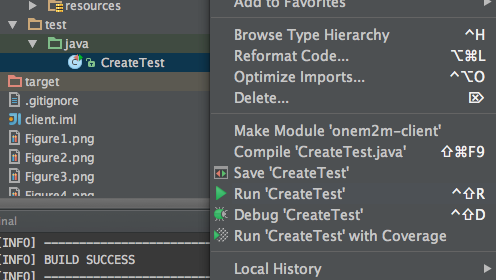 resources
test
java
CreateTest
target
.gitignore
client.iml
Figure1.png
Figure2.png
Figure3.png
Figure4.png
inal
[INFO] ------------------------
[INFO] BUILD SUCCESS
[INFO] ------------------------
Add to Favorites
Browse Type Hierarchy ^H
Reformat Code... ⌥⌘L
Optimize Imports... ^⌥O
Delete... ⌦
Make Module 'onem2m-client'
Compile 'CreateTest.java' ⇧⌘F9
Save 'CreateTest'
Run 'CreateTest' ^⇧R
Debug 'CreateTest' ^⇧D
Run 'CreateTest' with Coverage
Local History